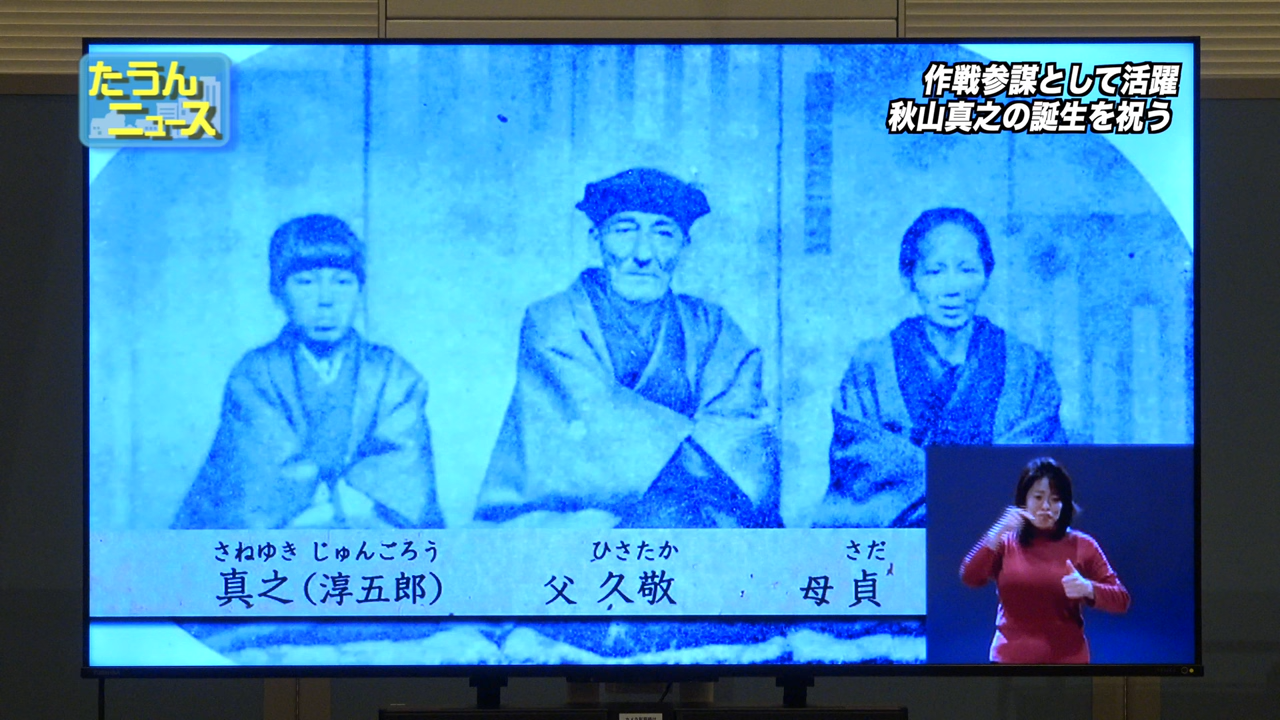 たうん
ニュース
作戦参謀として活躍
秋山真之の誕生を祝う
さねゆき じゅんごろう
真之(淳五郎)
ひさたか
父 久敬
さだ
母 貞